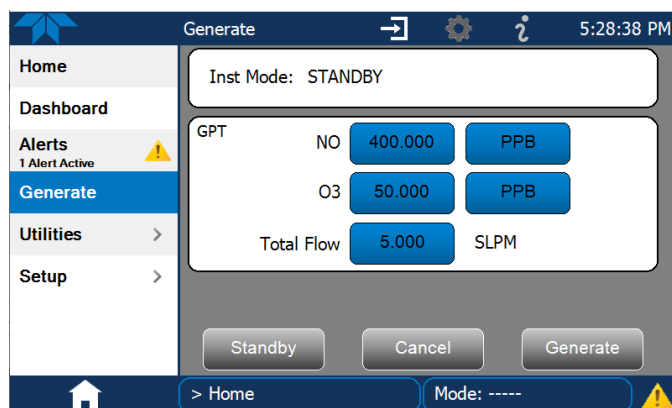 Generate 5:28:38 PM
Home
Dashboard
Alerts
1 Alert Active
Generate
Utilities >
Setup >
Inst Mode: STANDBY
GPT
NO 400.000 PPB
O3 50.000 PPB
Total Flow 5.000 SLPM
Standby Cancel Generate
> Home Mode: -----